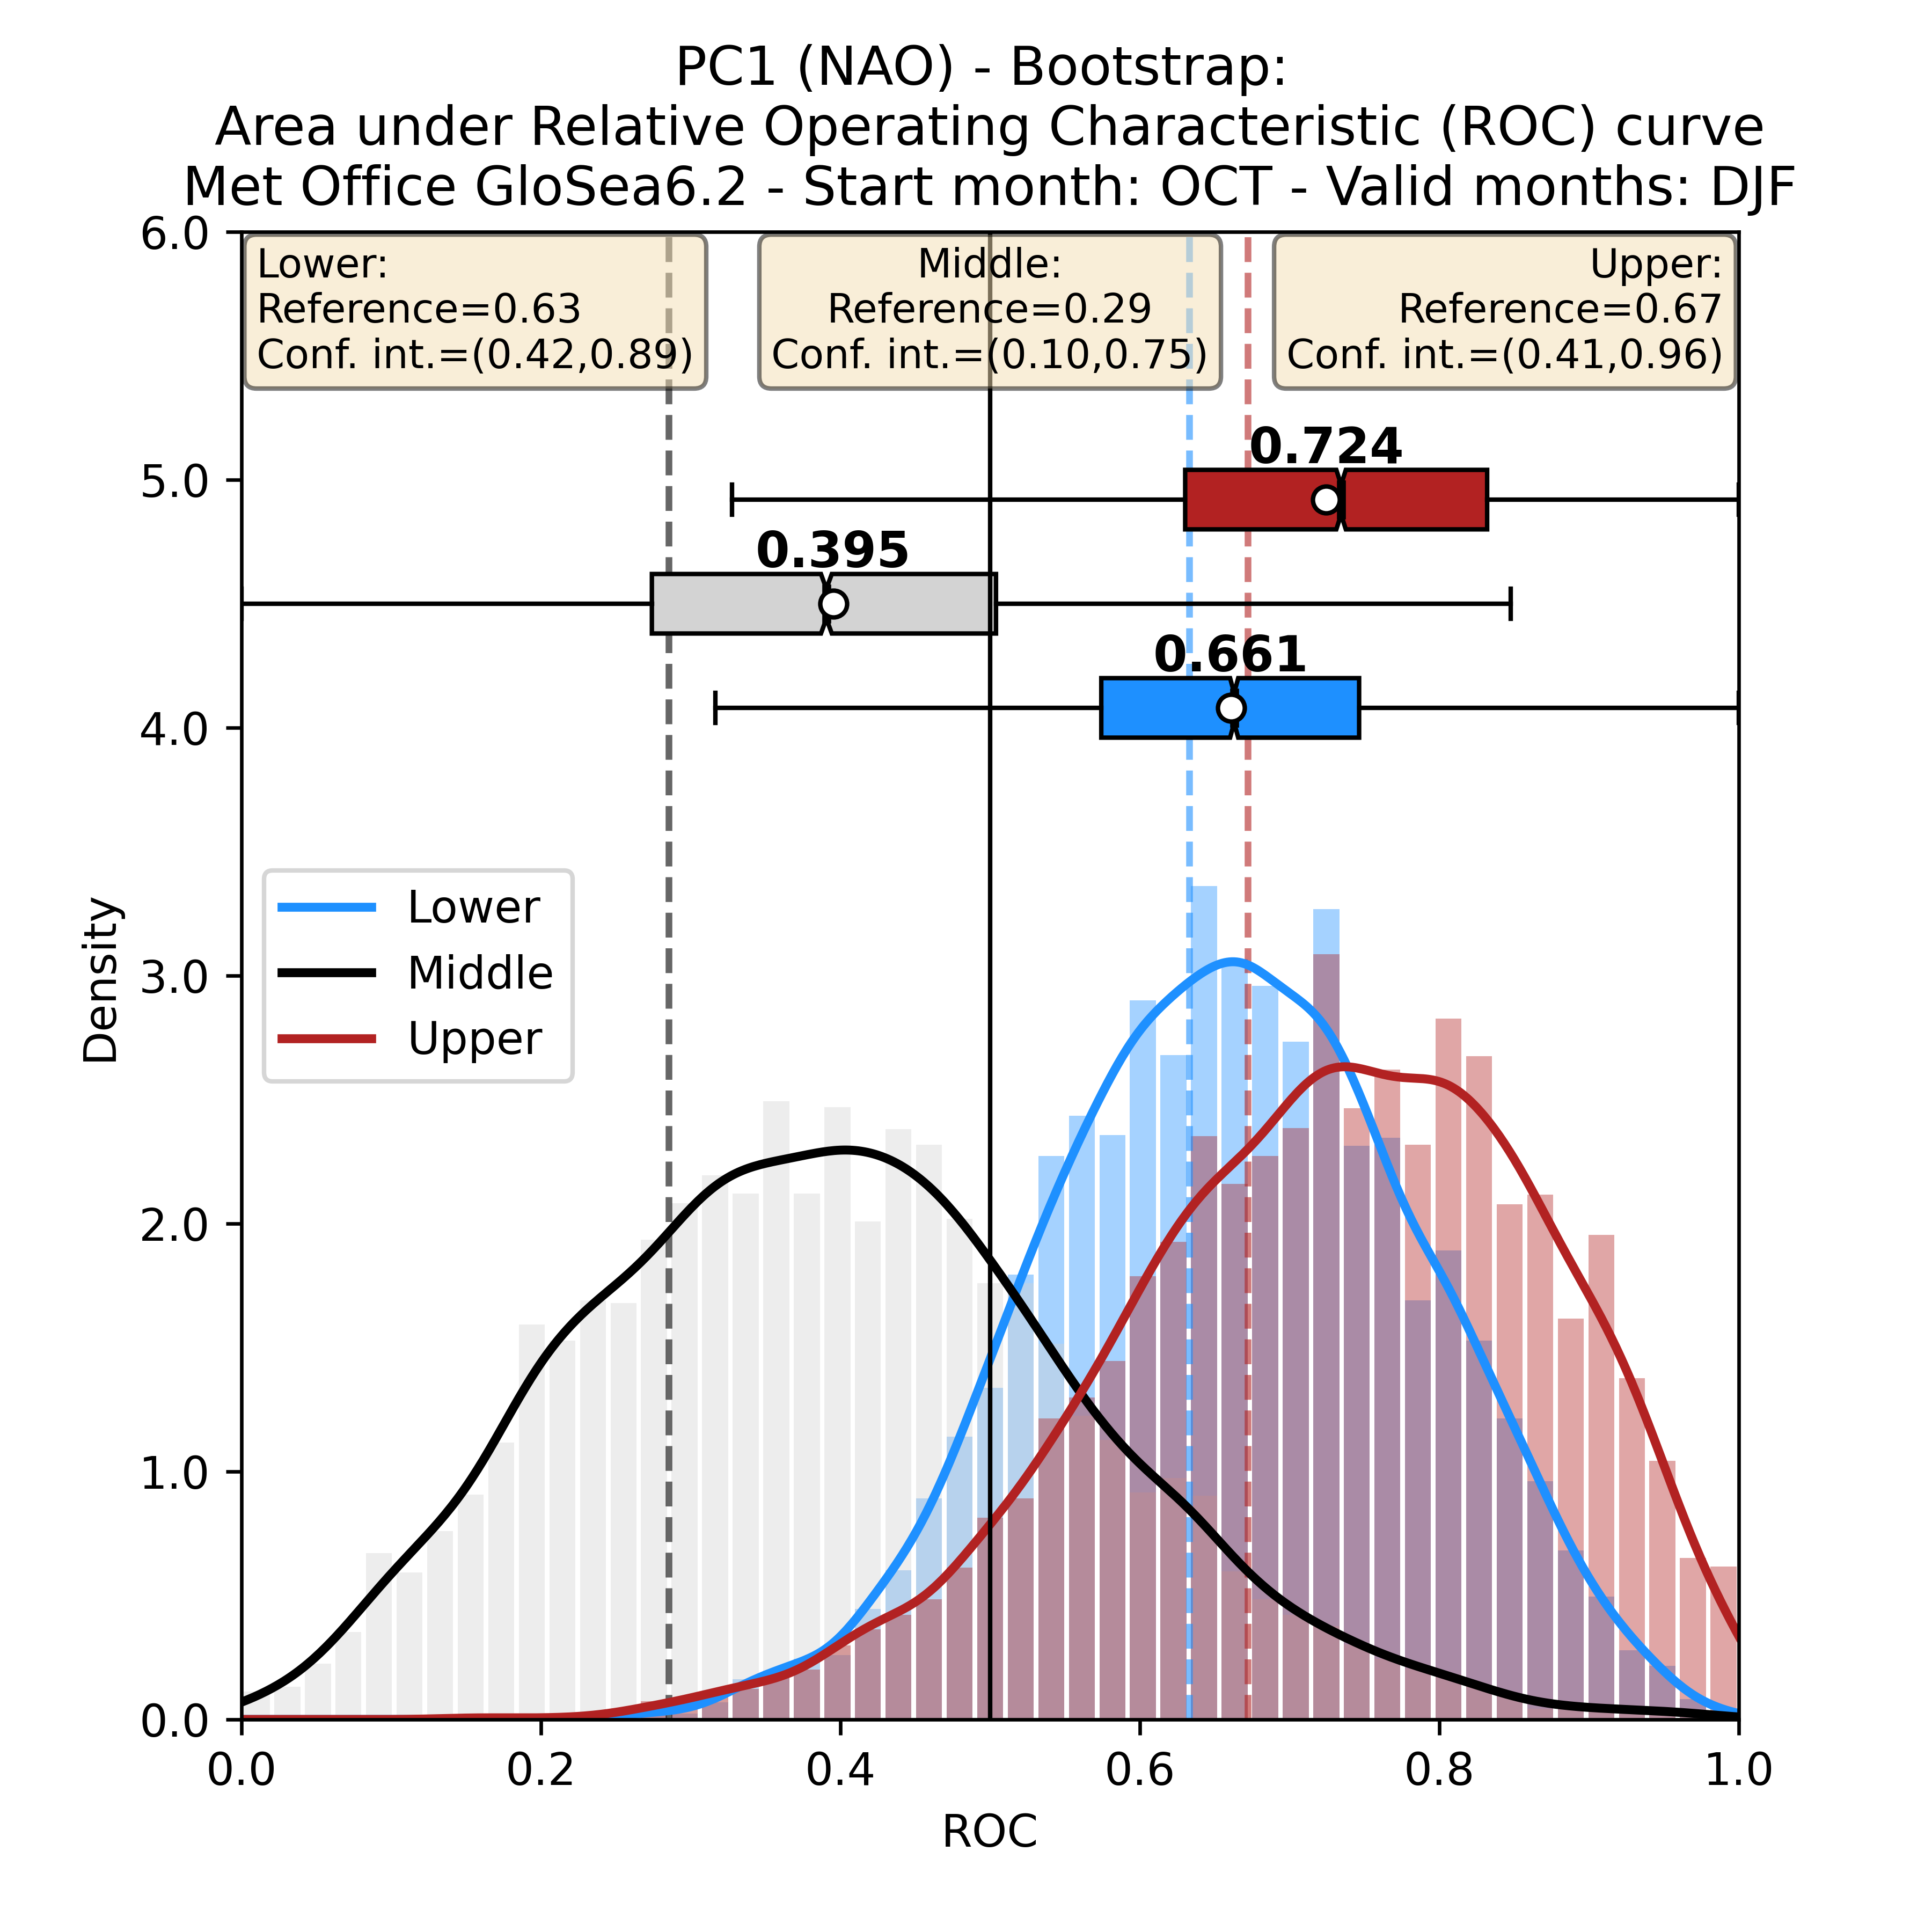 PC1 (NAO) - Bootstrap:
Area under Relative Operating Characteristic (ROC) curve
Met Office GloSea6.2 - Start month: OCT - Valid months: DJF
Lower:
Reference=0.63
Conf. int.=(0.42,0.89)
Middle:
Reference=0.29
Conf. int.=(0.10,0.75)
Upper:
Reference=0.67
Conf. int.=(0.41,0.96)
0.724
0.395
0.661
Lower
Middle
Upper
Density
6.0
5.0
4.0
3.0
2.0
1.0
0.0
0.0 0.2 0.4 0.6 0.8 1.0
ROC